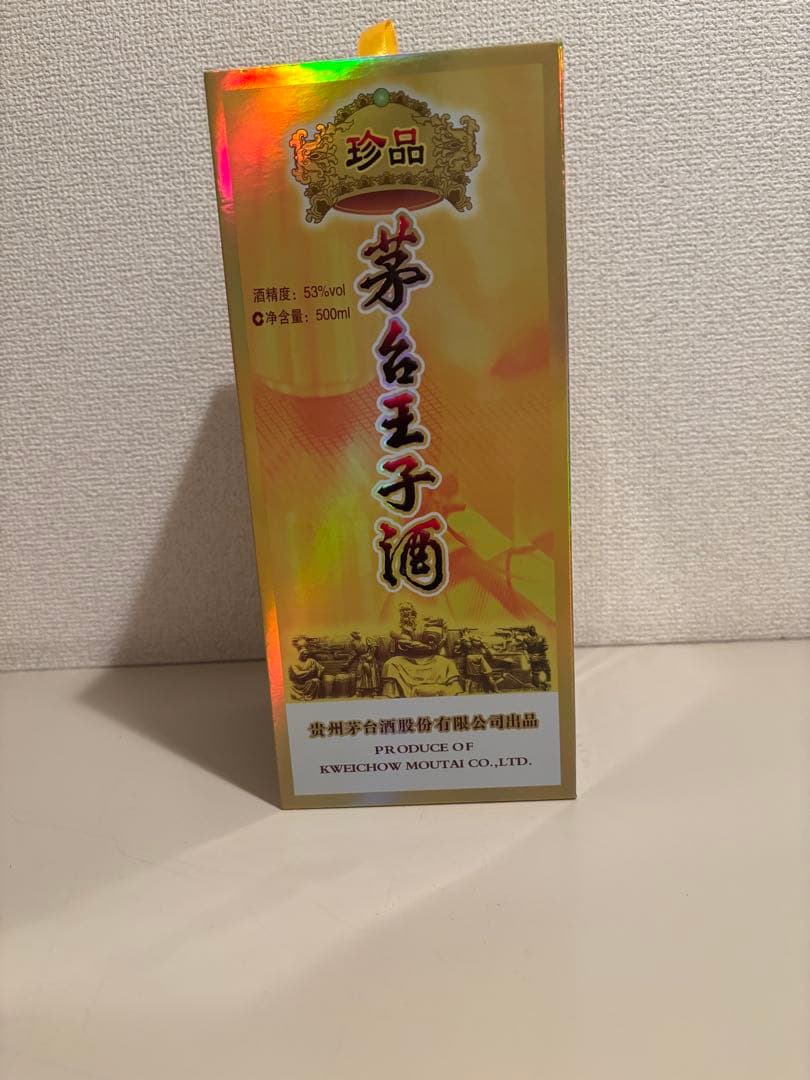 珍品
茅台王子酒
酒精度：53%vol
净含量：500ml
贵州茅台酒股份有限公司出品
PRODUCE OF
KWEICHOW MOUTAI CO.,LTD.